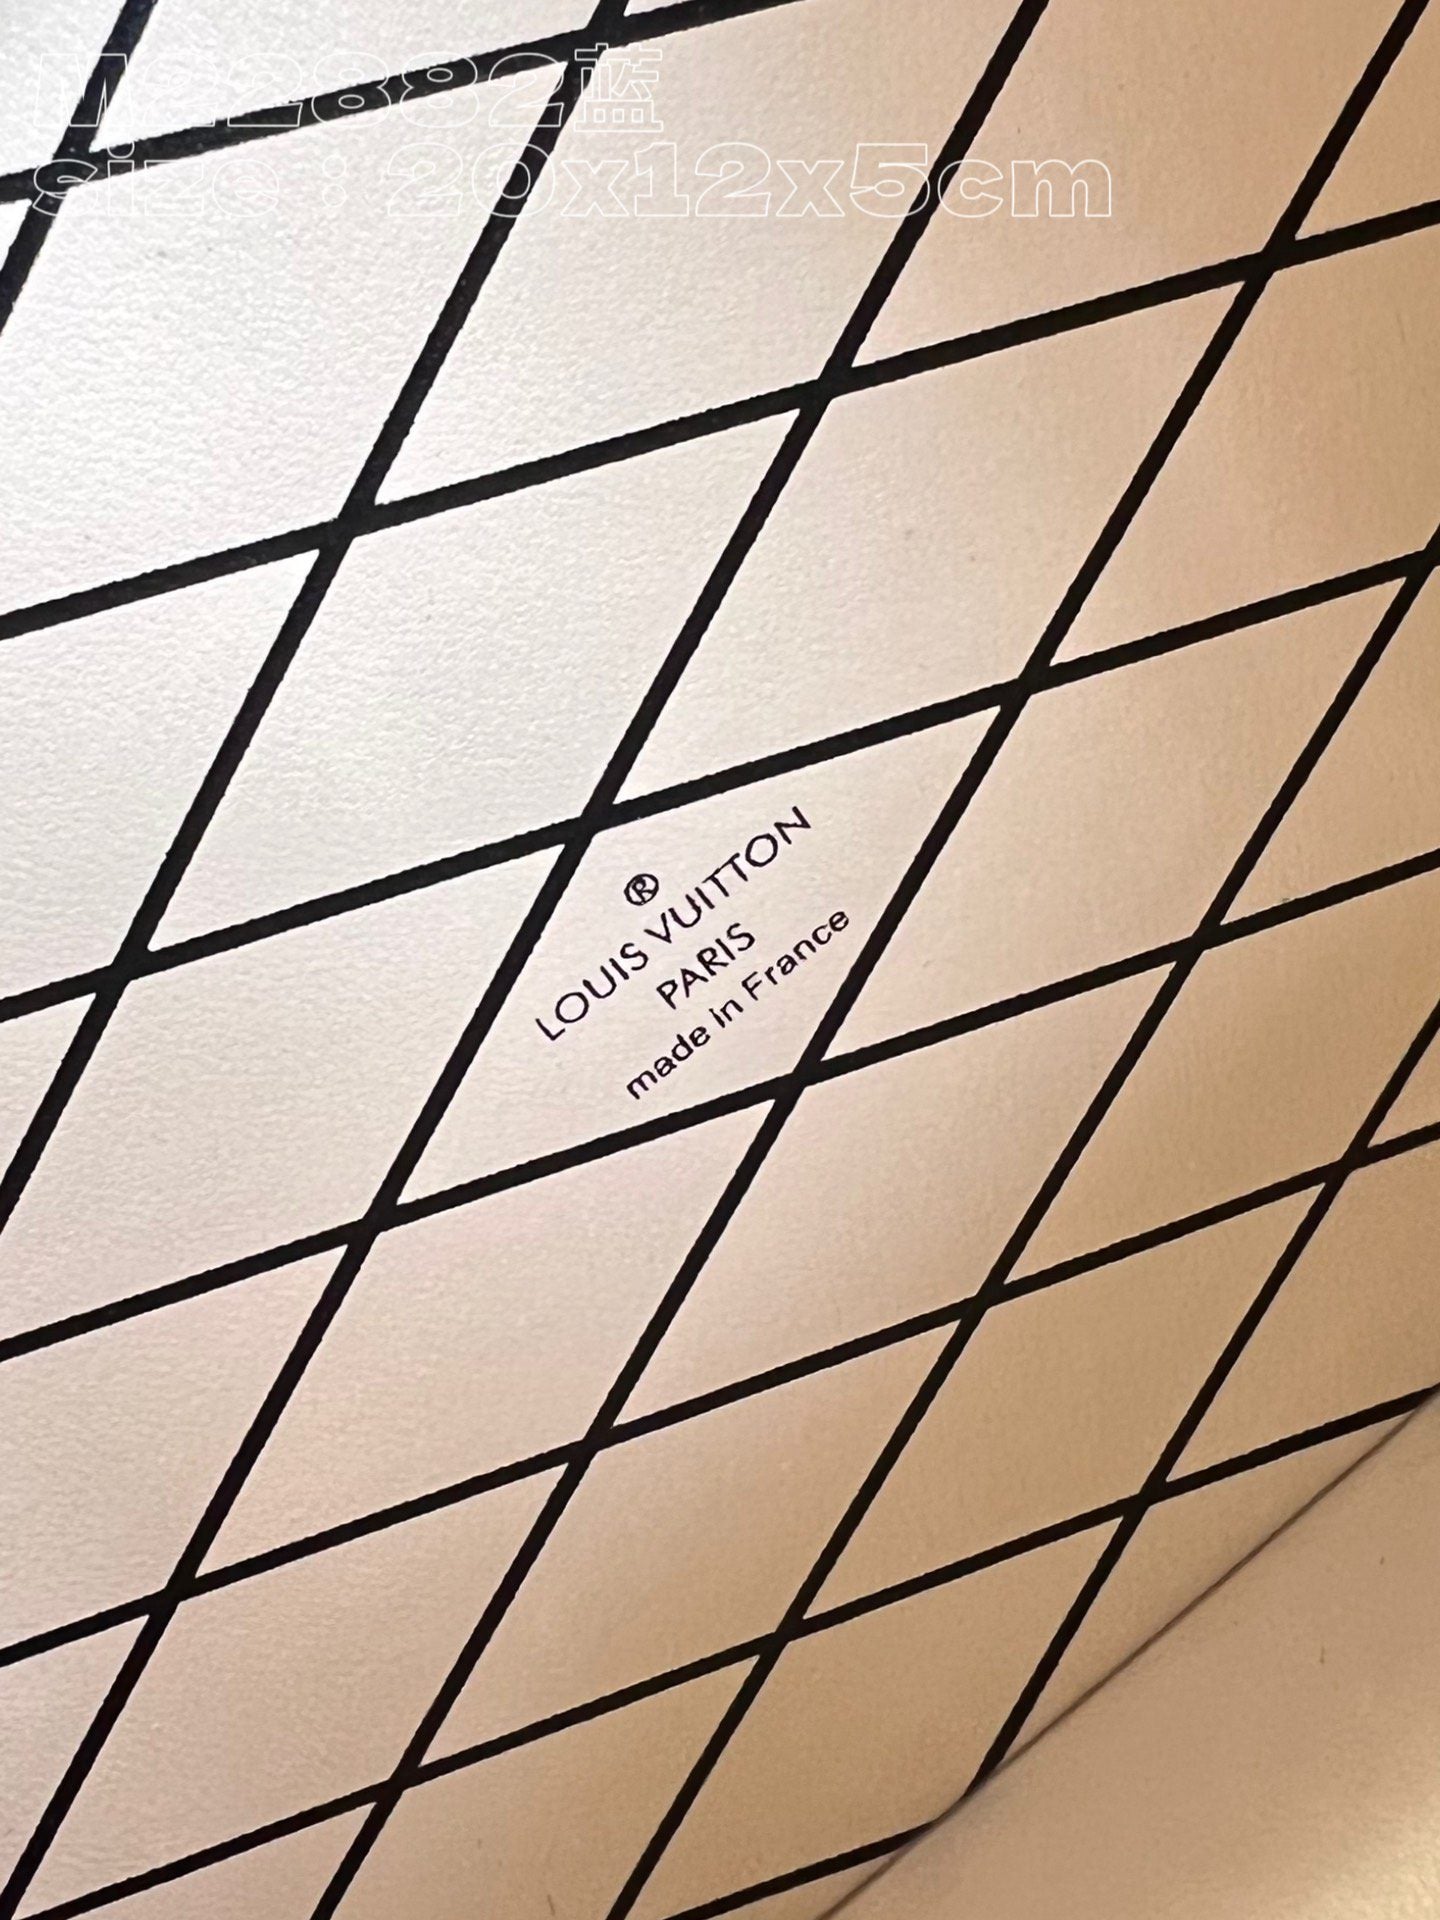 M22882蓝
size：20x12x5cm
®
LOUIS VUITTON
PARIS
made in France